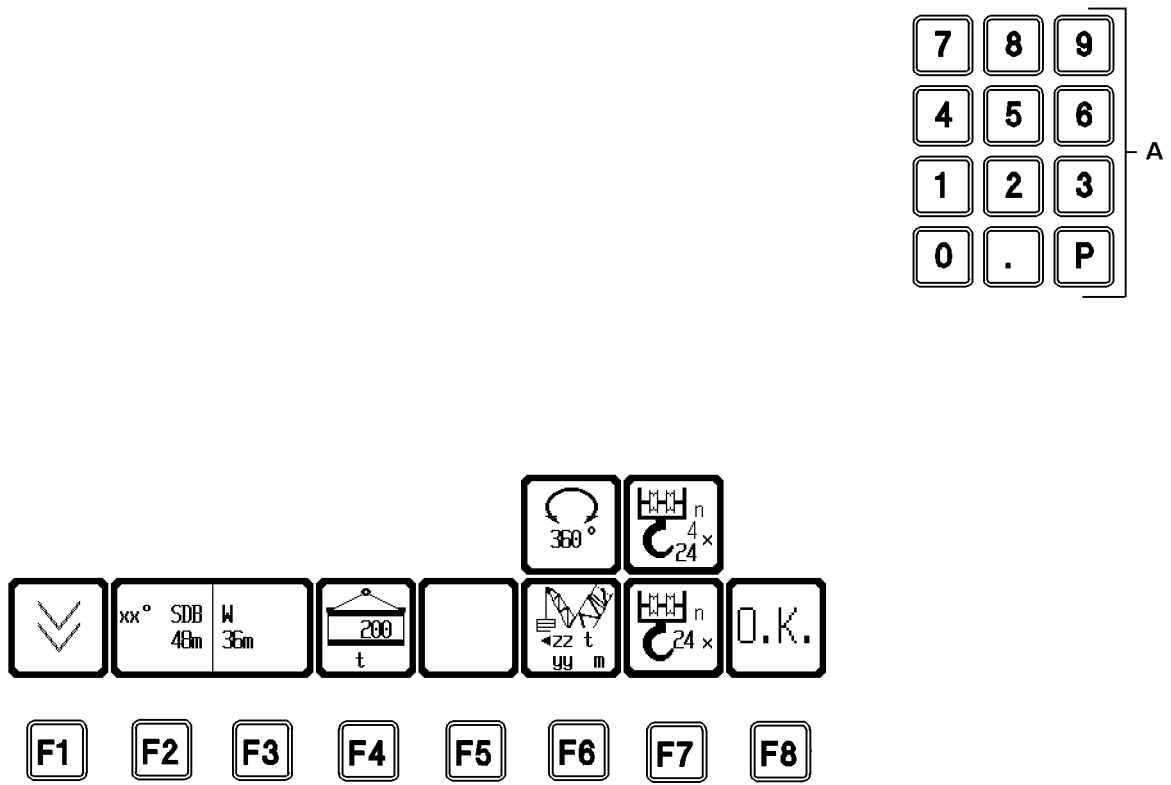 7 8 9
4 5 6
A
1 2 3
0 . P
360°
n
4
24 ×
xx° SDB W
48m 36m
200
t
◄zz t
yy m
n
24 ×
O.K.
F1 F2 F3 F4 F5 F6 F7 F8